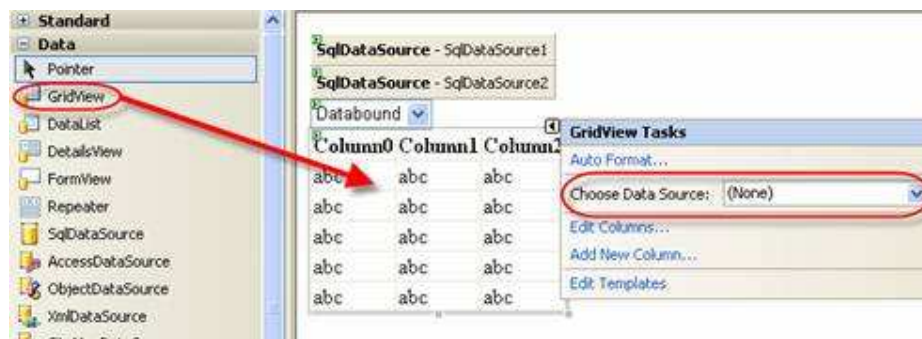 Standard
Data
Pointer
GridView
DataList
DetailsView
FormView
Repeater
SqlDataSource
AccessDataSource
ObjectDataSource
XmlDataSource
SqlDataSource - SqlDataSource1
SqlDataSource - SqlDataSource2
Databound
Column0 Column1 Column2
abc abc abc
abc abc abc
abc abc abc
abc abc abc
abc abc abc
GridView Tasks
Auto Format...
Choose Data Source: (None)
Edit Columns...
Add New Column...
Edit Templates